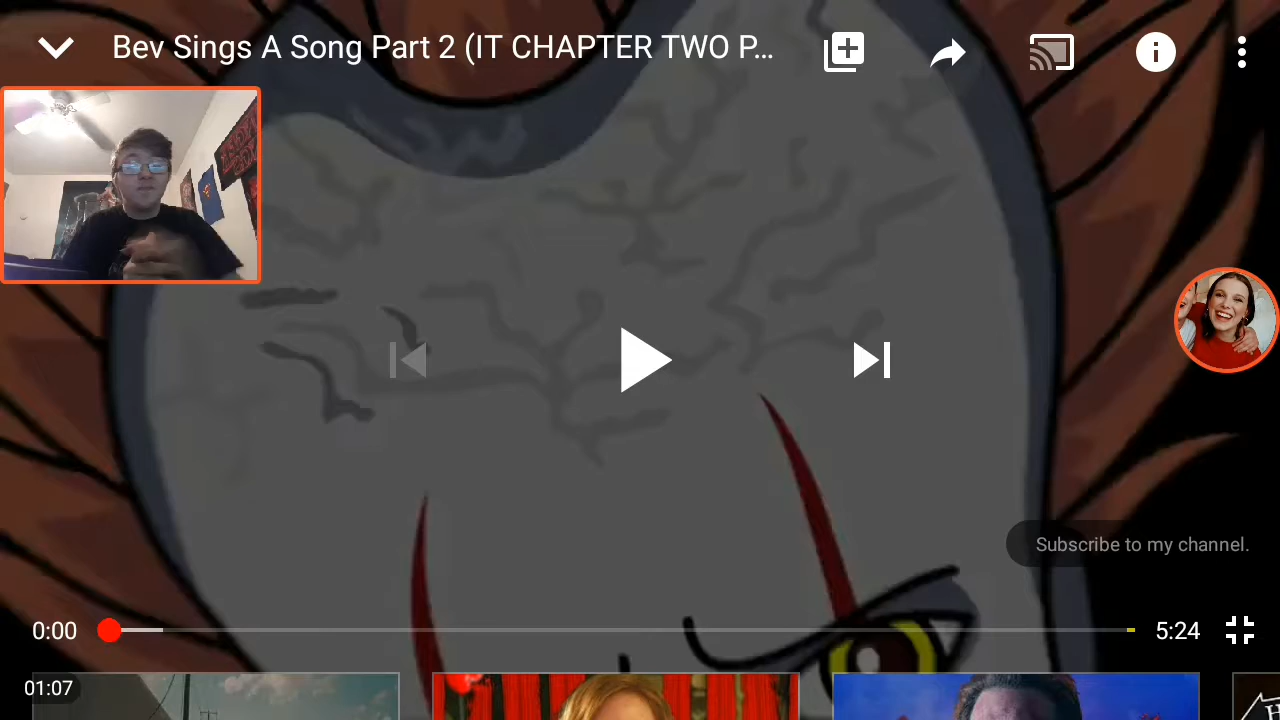 Bev Sings A Song Part 2 (IT CHAPTER TWO P...
Subscribe to my channel.
0:00
5:24
01:07